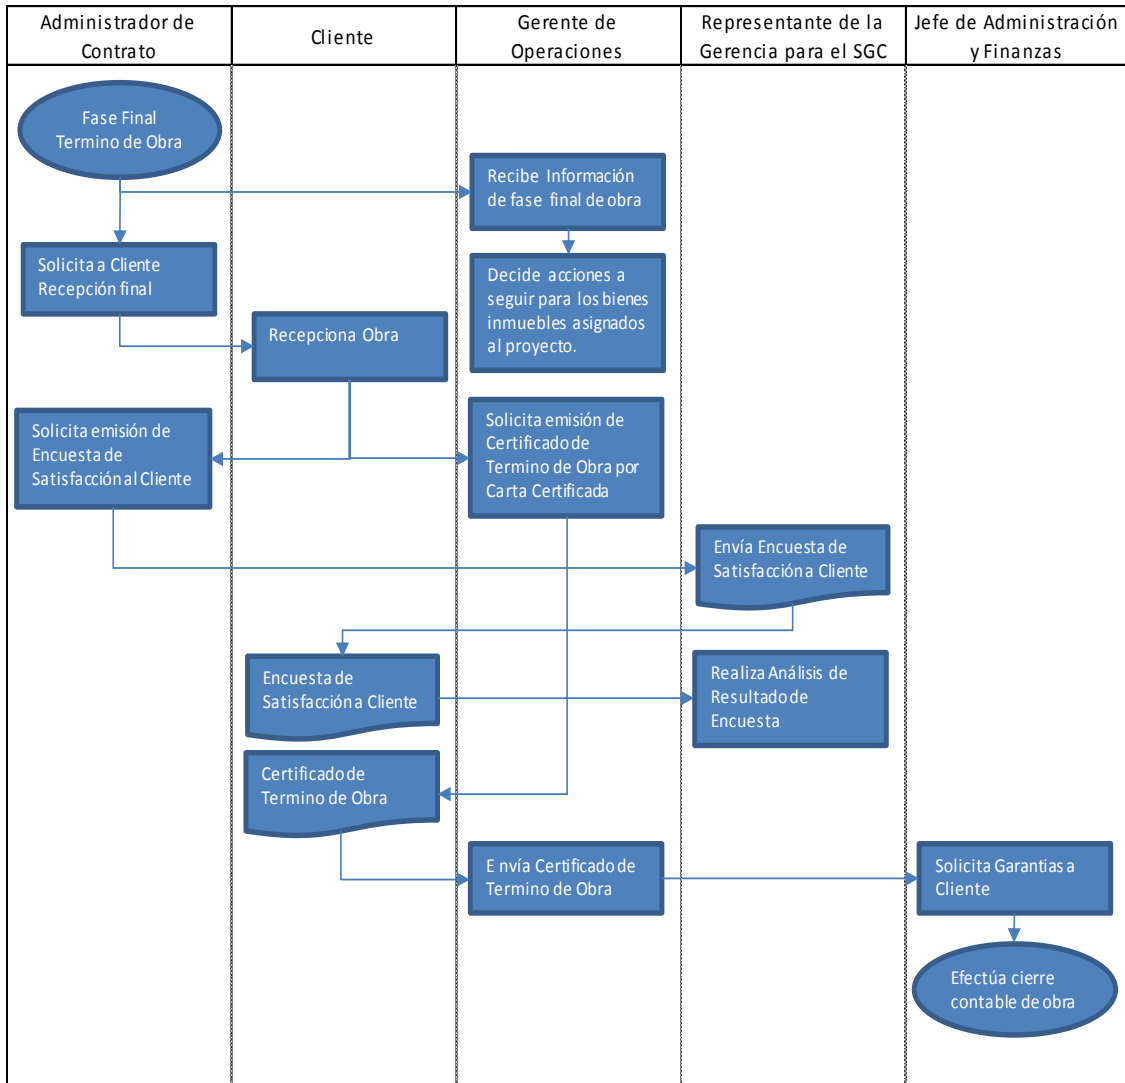 Administrador de
Contrato
Cliente
Gerente de
Operaciones
Representante de la
Gerencia para el SGC
Jefe de Administración
y Finanzas
Fase Final
Termino de Obra
Recibe Información
de fase final de obra
Solicita a Cliente
Recepción final
Decide acciones a
seguir para los bienes
inmuebles asignados
al proyecto.
Recepciona Obra
Solicita emisión de
Encuesta de
Satisfacción al Cliente
Solicita emisión de
Certificado de
Termino de Obra por
Carta Certificada
Envía Encuesta de
Satisfacción a Cliente
Encuesta de
Satisfacción a Cliente
Realiza Análisis de
Resultado de
Encuesta
Certificado de
Termino de Obra
E nvía Certificado de
Termino de Obra
Solicita Garantias a
Cliente
Efectúa cierre
contable de obra